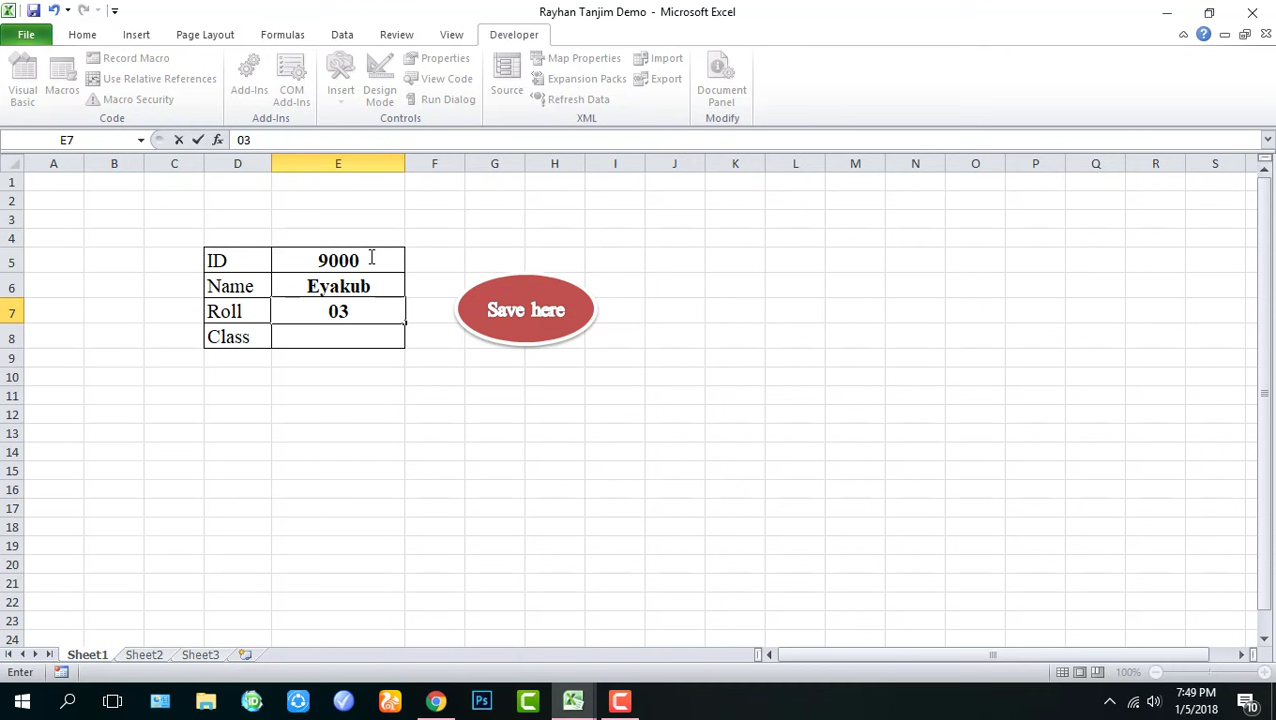 Rayhan Tanjim Demo - Microsoft Excel
File Home Insert Page Layout Formulas Data Review View Developer
Visual Basic
Macros
Record Macro
Use Relative References
Macro Security
Code
Add-Ins
COM Add-Ins
Add-Ins
Insert
Design Mode
Properties
View Code
Run Dialog
Controls
Source
Map Properties
Expansion Packs
Refresh Data
Import
Export
XML
Document Panel
Modify
E7 fx 03
A B C D E F G H I J K L M N O P Q R S
1
2
3
4
5 ID 9000
6 Name Eyakub
7 Roll 03 Save here
8 Class
9
10
11
12
13
14
15
16
17
18
19
20
21
22
23
24
Sheet1 Sheet2 Sheet3
Enter 100%
7:49 PM
1/5/2018
10